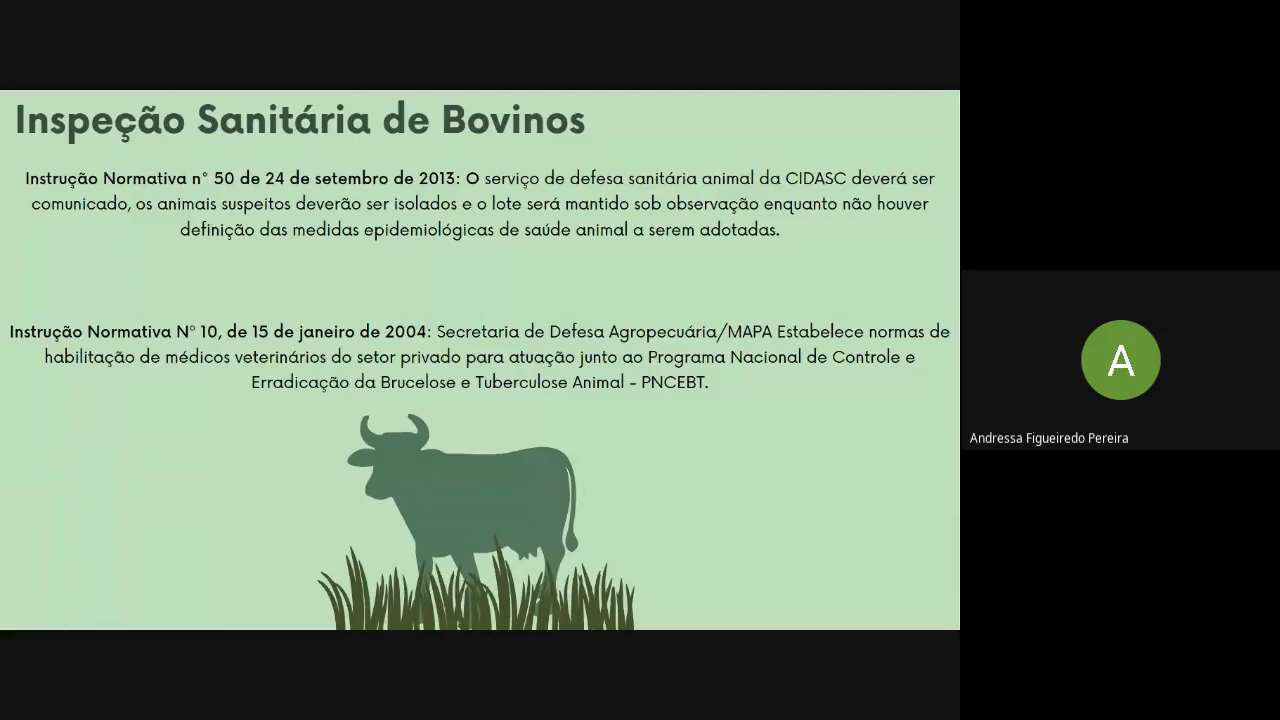 Inspeção Sanitária de Bovinos
Instrução Normativa n° 50 de 24 de setembro de 2013: O serviço de defesa sanitária animal da CIDASC deverá ser
comunicado, os animais suspeitos deverão ser isolados e o lote será mantido sob observação enquanto não houver
definição das medidas epidemiológicas de saúde animal a serem adotadas.
Instrução Normativa Nº 10, de 15 de janeiro de 2004: Secretaria de Defesa Agropecuária/MAPA Estabelece normas de
habilitação de médicos veterinários do setor privado para atuação junto ao Programa Nacional de Controle e
Erradicação da Brucelose e Tuberculose Animal - PNCEBT.
A
Andressa Figueiredo Pereira